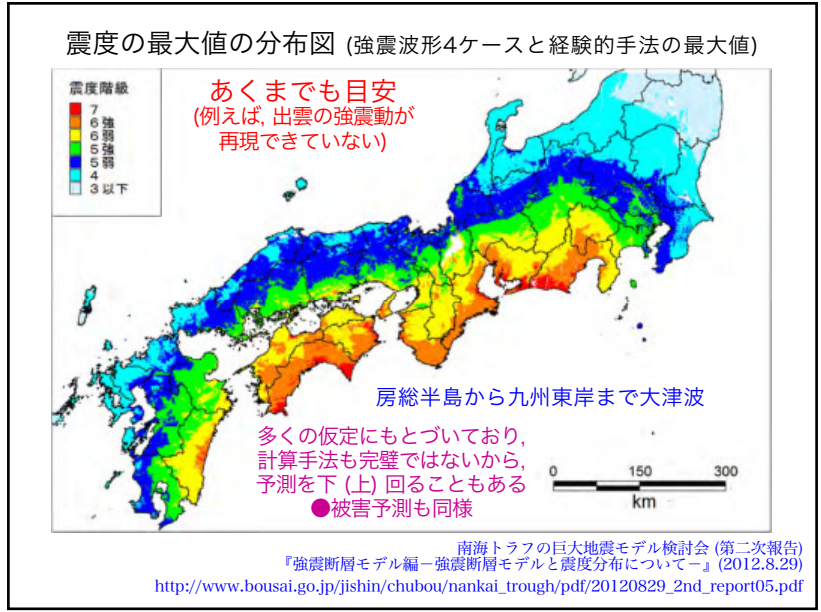 震度の最大値の分布図 (強震波形4ケースと経験的手法の最大値)
震度階級
7
6強
6弱
5強
5弱
4
3以下
あくまでも目安
(例えば, 出雲の強震動が
再現できていない)
房総半島から九州東岸まで大津波
多くの仮定にもとづいており,
計算手法も完璧ではないから,
予測を下 (上) 回ることもある
●被害予測も同様
0 150 300
km
南海トラフの巨大地震モデル検討会 (第二次報告)
『強震断層モデル編－強震断層モデルと震度分布について－』(2012.8.29)
http://www.bousai.go.jp/jishin/chubou/nankai_trough/pdf/20120829_2nd_report05.pdf